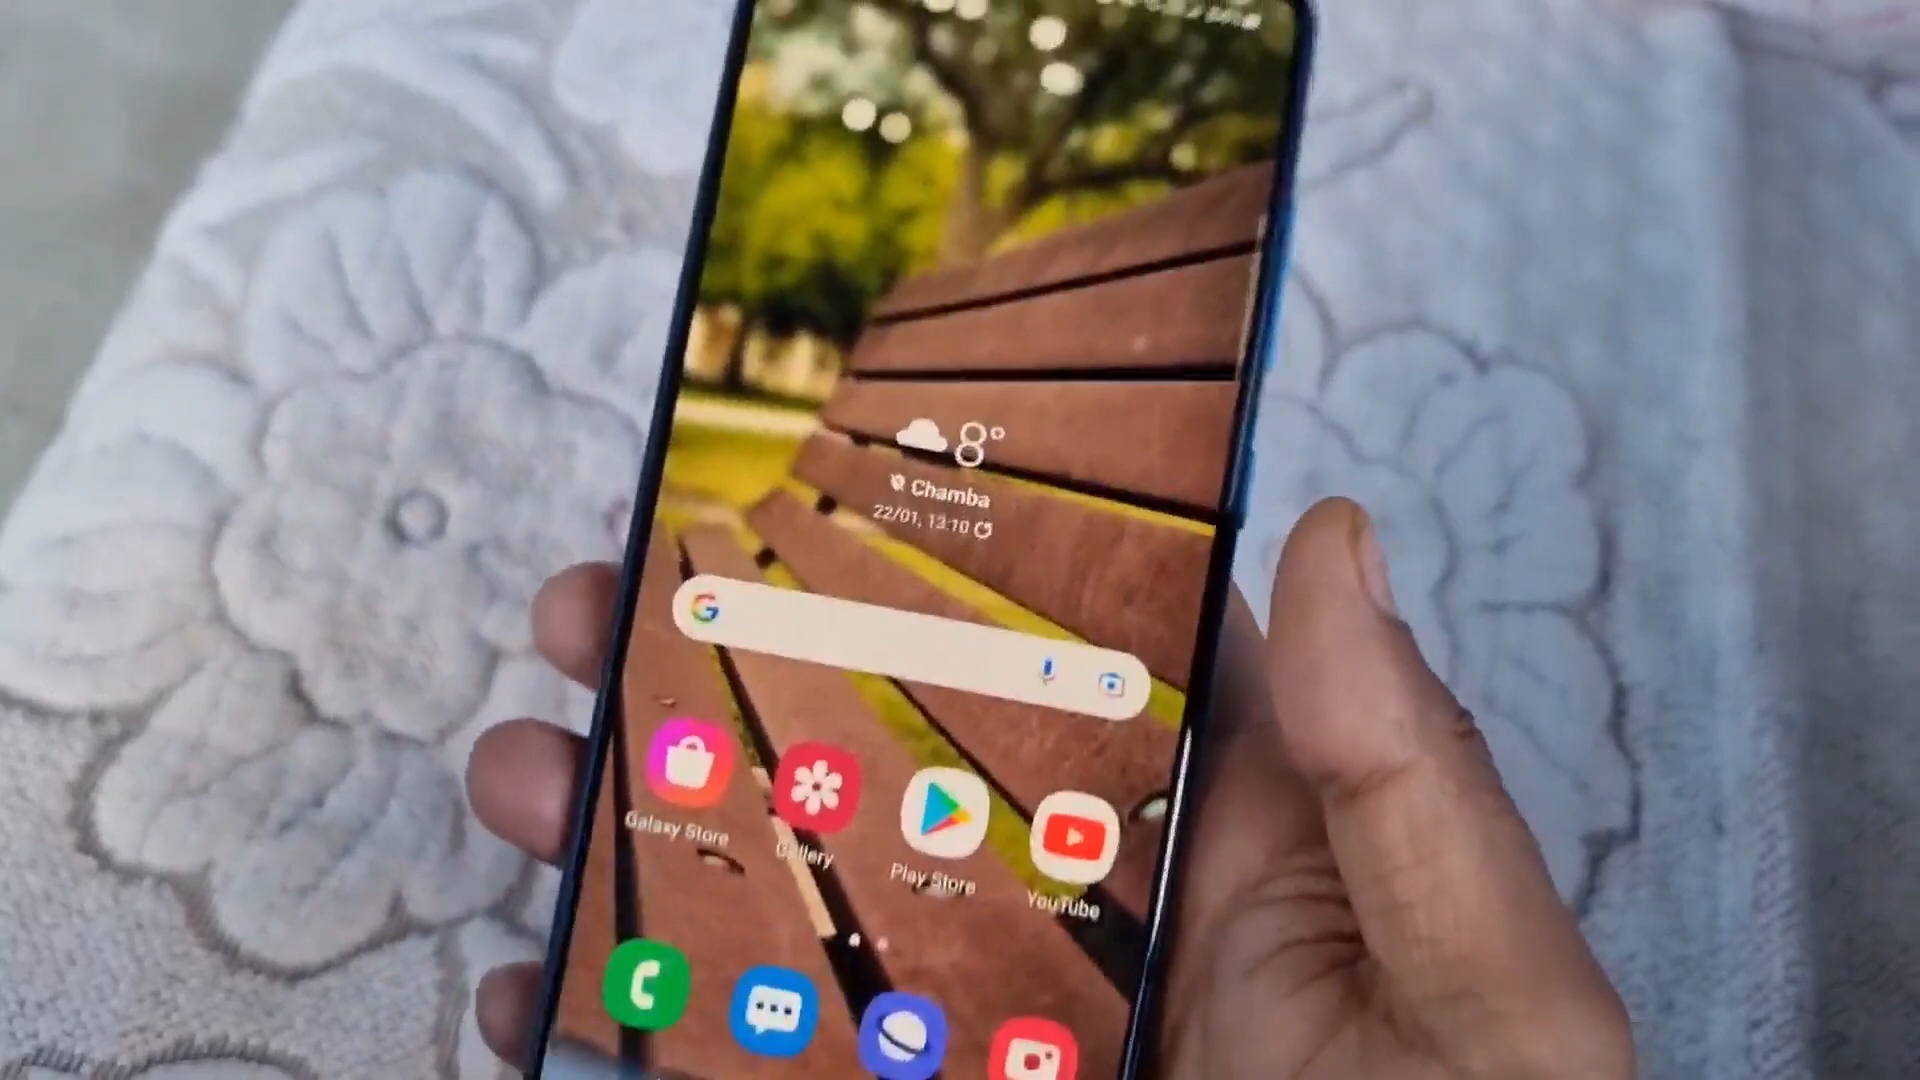 8°
Chamba
22/01, 13:10
Galaxy Store
Gallery
Play Store
YouTube